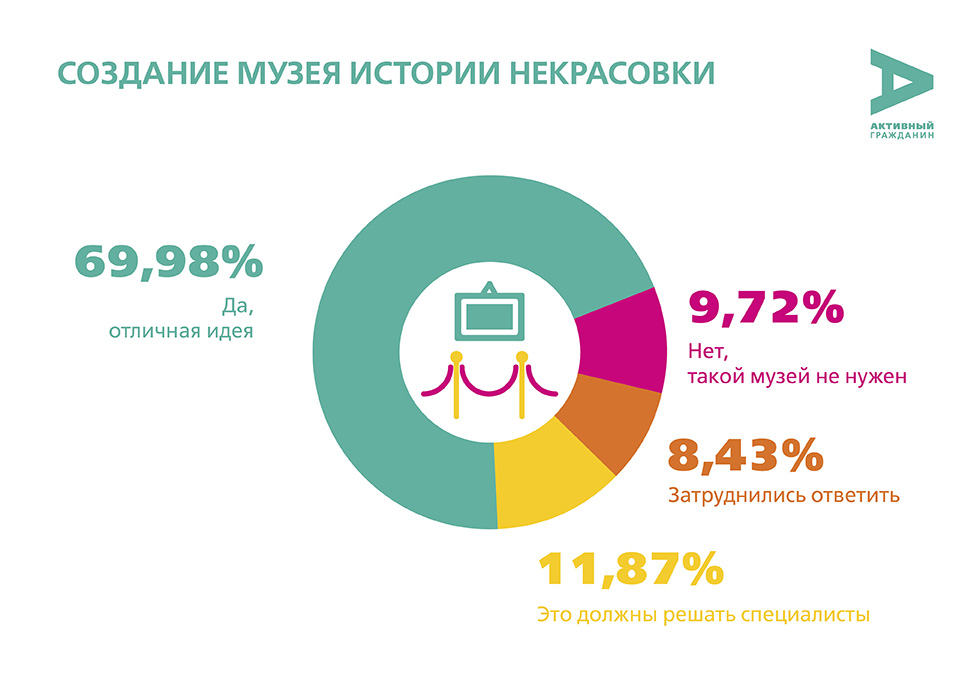 СОЗДАНИЕ МУЗЕЯ ИСТОРИИ НЕКРАСОВКИ
АКТИВНЫЙ
ГРАЖДАНИН
69,98%
Да,
отличная идея
9,72%
Нет,
такой музей не нужен
8,43%
Затруднились ответить
11,87%
Это должны решать специалисты